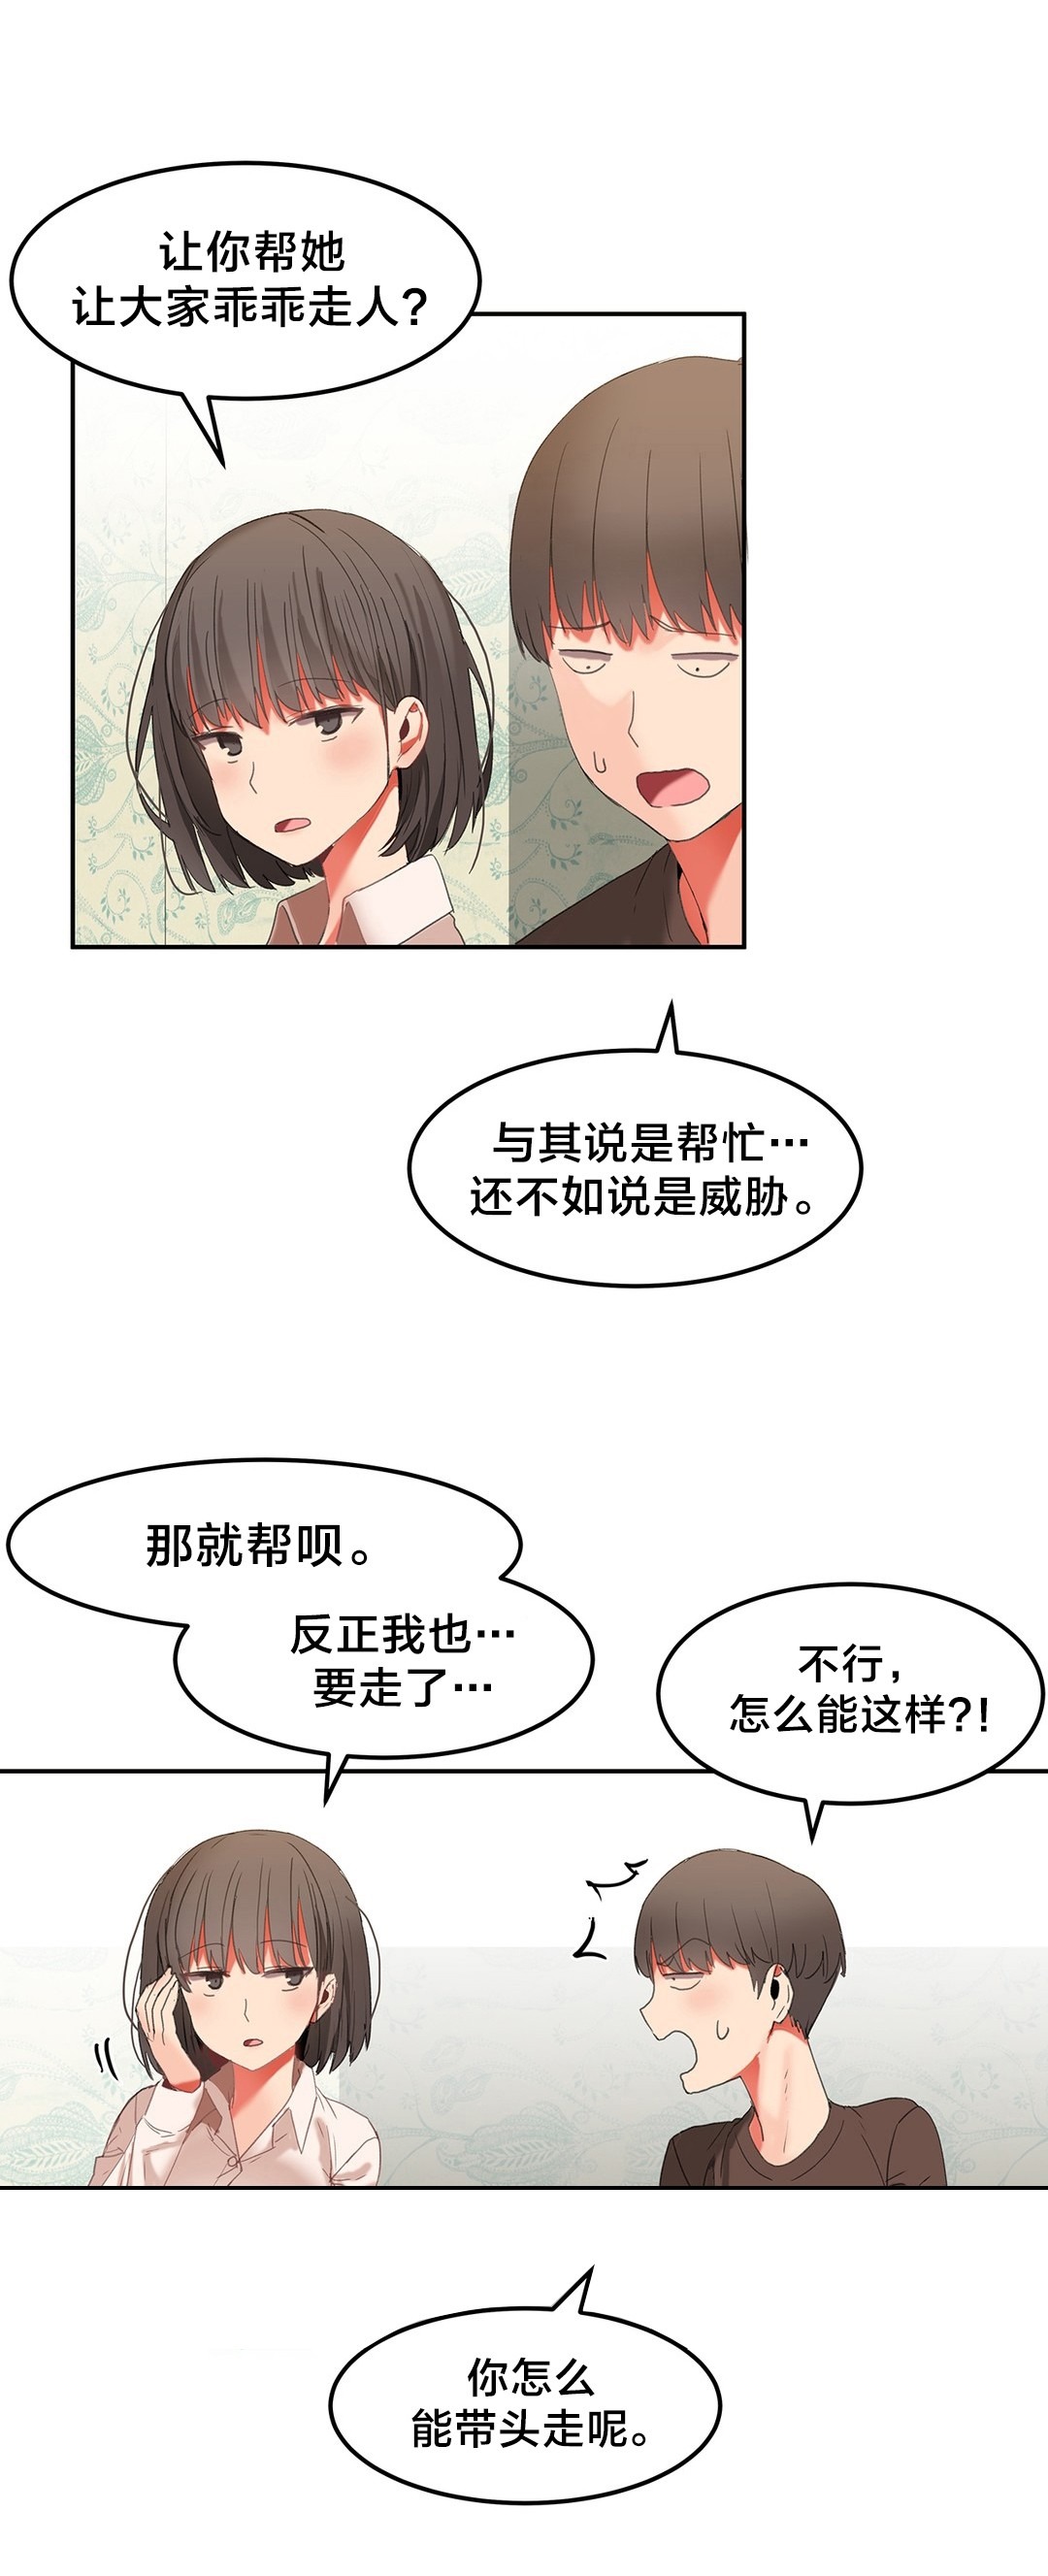 让你帮她
让大家乖乖走人?
与其说是帮忙…
还不如说是威胁。
那就帮呗。
反正我也…
要走了…
不行，
怎么能这样?!
你怎么
能带头走呢。